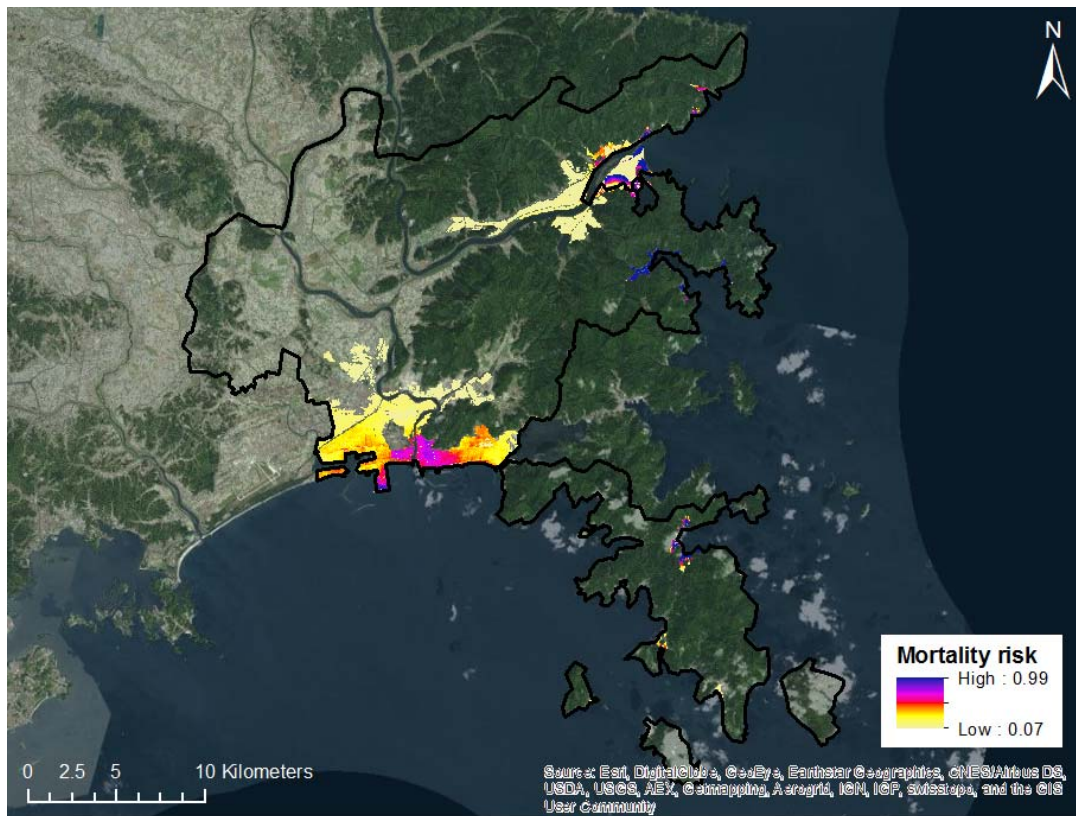 N
Mortality risk
High : 0.99
Low : 0.07
0 2.5 5 10 Kilometers
Source: Esri, DigitalGlobe, GeoEye, Earthstar Geographics, CNES/Airbus DS,
USDA, USGS, AEX, Getmapping, Aerogrid, IGN, IGP, swisstopo, and the GIS
User Community